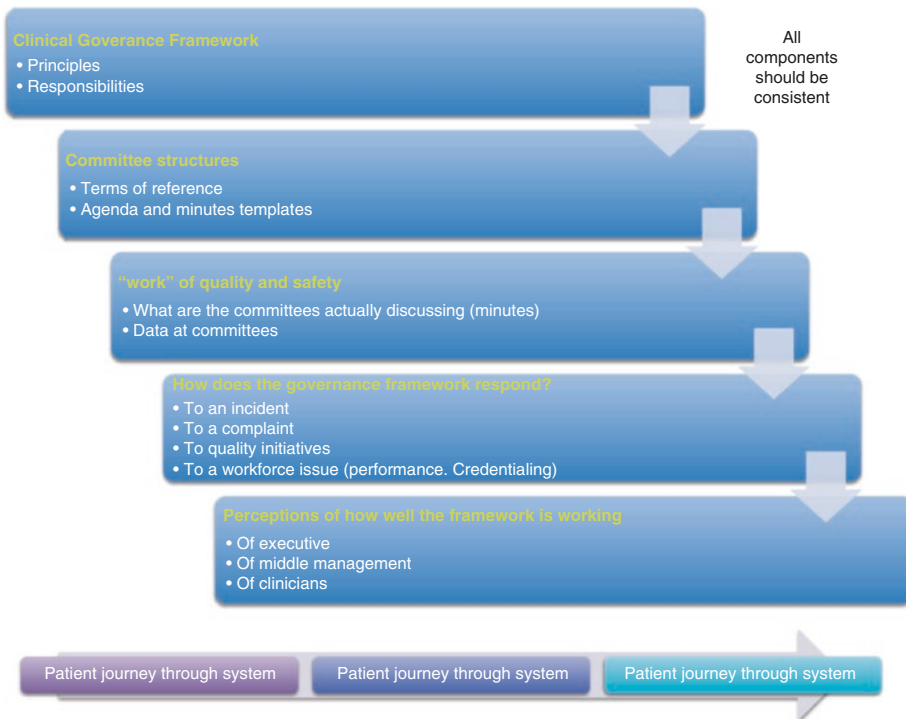 Clinical Goverance Framework
• Principles
• Responsibilities
All
components
should be
consistent
Committee structures
• Terms of reference
• Agenda and minutes templates
“work” of quality and safety
• What are the committees actually discussing (minutes)
• Data at committees
How does the governance framework respond?
• To an incident
• To a complaint
• To quality initiatives
• To a workforce issue (performance. Credentialing)
Perceptions of how well the framework is working
• Of executive
• Of middle management
• Of clinicians
Patient journey through system
Patient journey through system
Patient journey through system